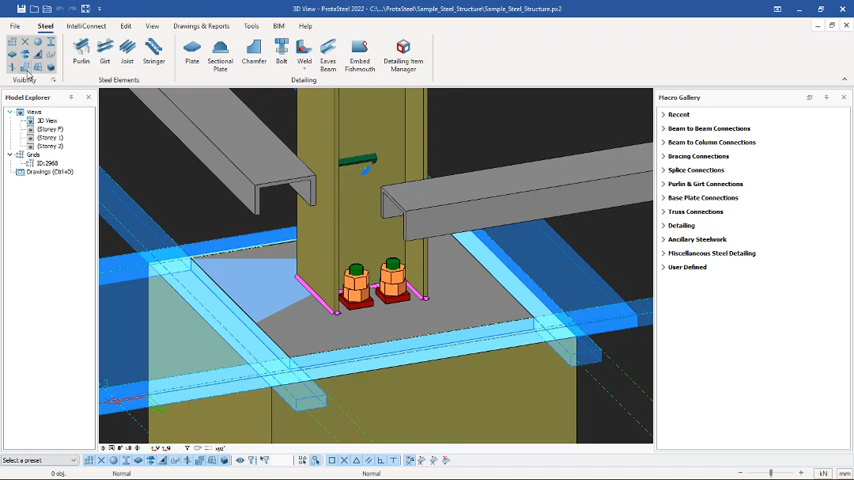 3D View - ProtaSteel 2022 - C:\...\ProtaSteel\Sample_Steel_Structure\Sample_Steel_Structure.px2
File Steel IntelliConnect Edit View Drawings & Reports Tools BIM Help
Purlin Girt Joist Stringer Plate Sectional Plate Chamfer Bolt Weld Eaves Beam Embed Fishmouth Detailing Item Manager
Visibility Steel Elements Detailing
Model Explorer
Views
3D View
(Storey F)
(Storey 1)
(Storey 2)
Grids
ID:2968
Drawings (Ctrl+D)
Macro Gallery
Recent
Beam to Beam Connections
Beam to Column Connections
Bracing Connections
Splice Connections
Purlin & Girt Connections
Base Plate Connections
Truss Connections
Detailing
Ancillary Steelwork
Miscellaneous Steel Detailing
User Defined
Select a preset
0 obj. Normal Normal kN mm